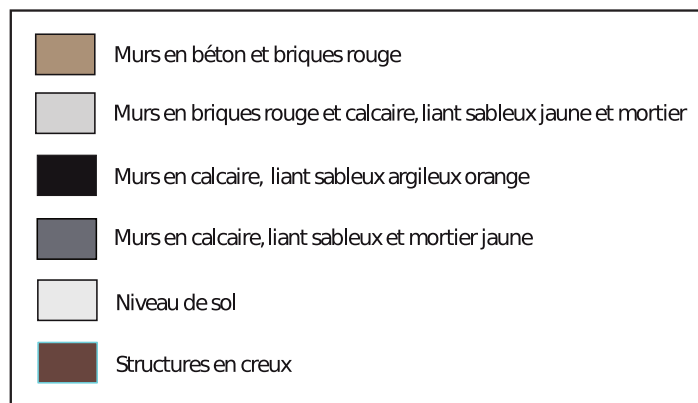 Murs en béton et briques rouge
Murs en briques rouge et calcaire, liant sableux jaune et mortier
Murs en calcaire, liant sableux argileux orange
Murs en calcaire, liant sableux et mortier jaune
Niveau de sol
Structures en creux